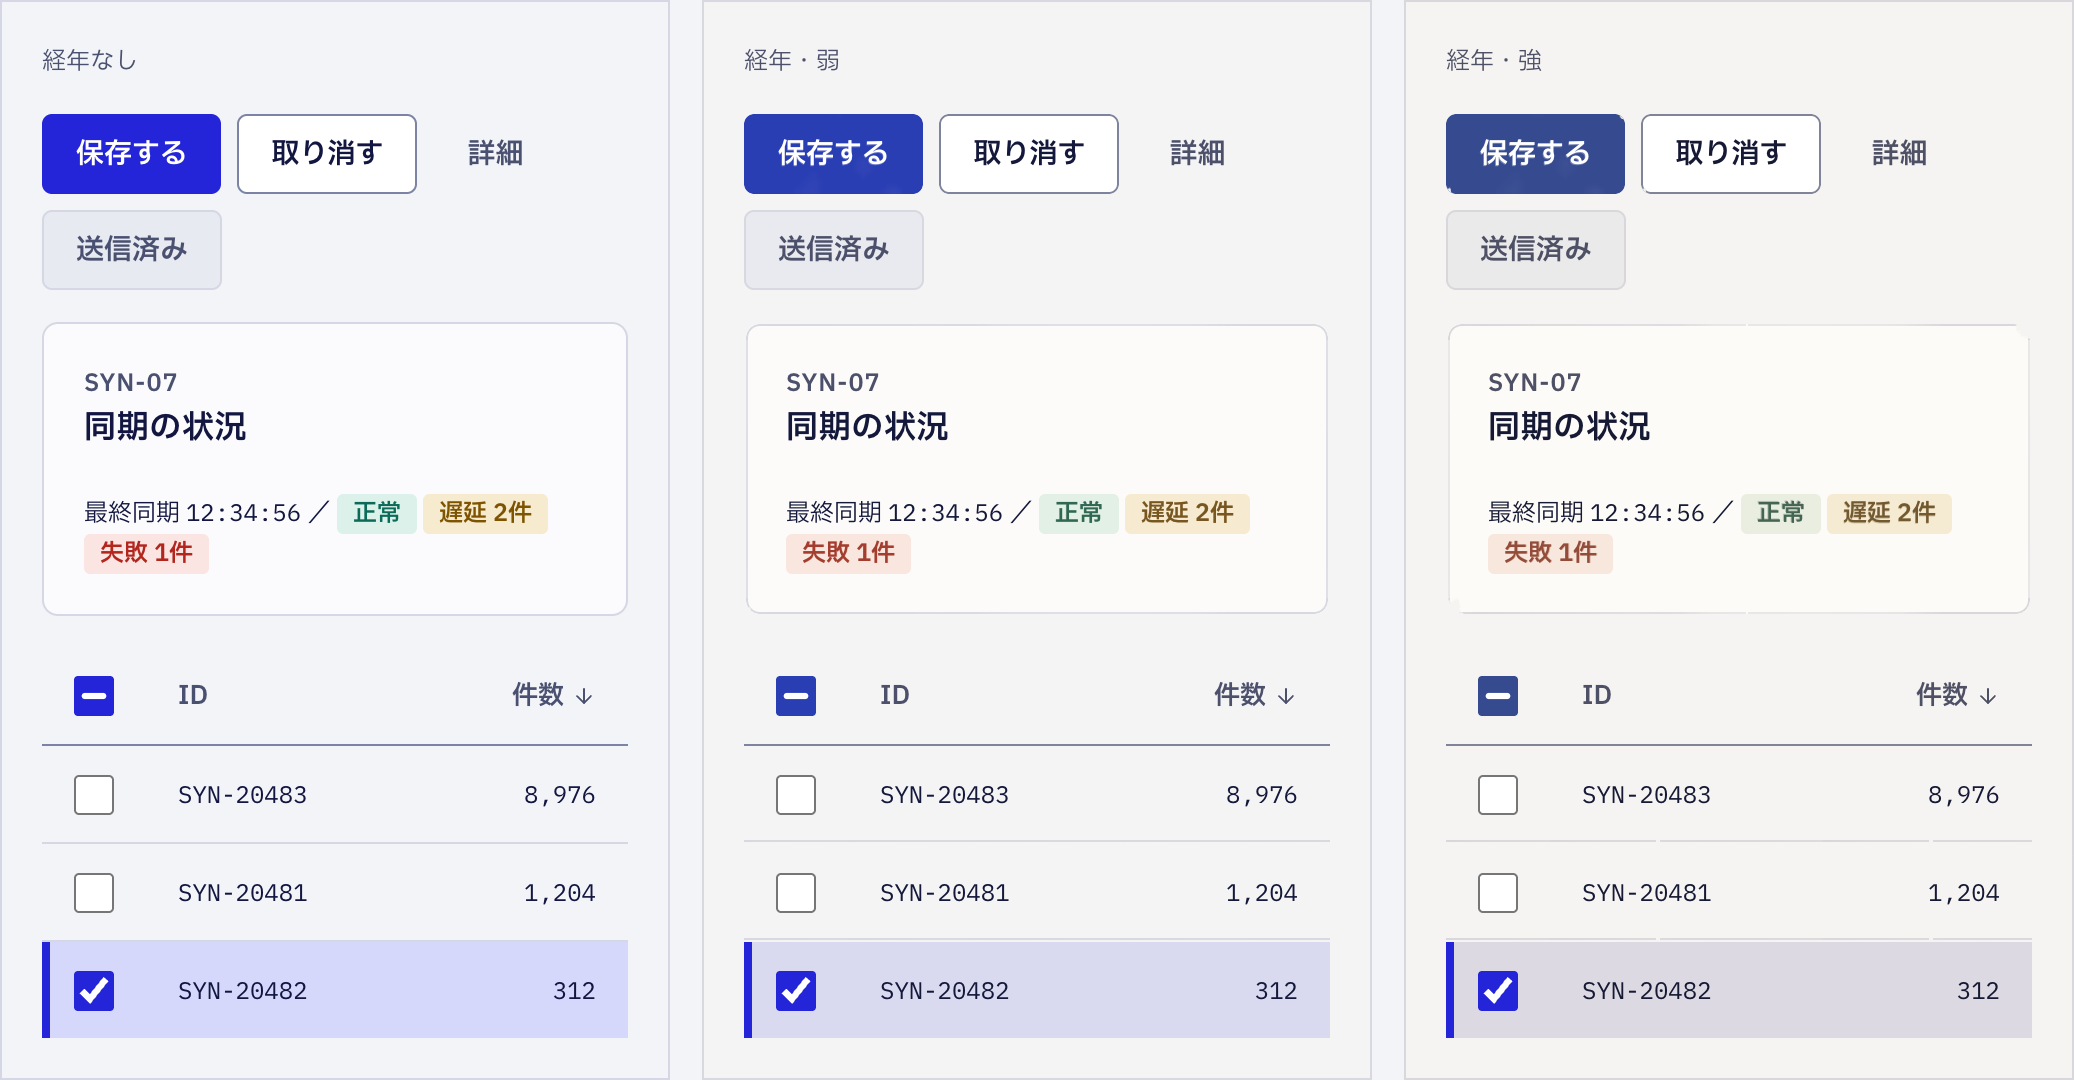 経年なし
保存する 取り消す 詳細
送信済み
SYN-07
同期の状況
最終同期 12:34:56 ／ 正常 遅延 2件
失敗 1件
ID 件数 ↓
SYN-20483 8,976
SYN-20481 1,204
SYN-20482 312
経年・弱
保存する 取り消す 詳細
送信済み
SYN-07
同期の状況
最終同期 12:34:56 ／ 正常 遅延 2件
失敗 1件
ID 件数 ↓
SYN-20483 8,976
SYN-20481 1,204
SYN-20482 312
経年・強
保存する 取り消す 詳細
送信済み
SYN-07
同期の状況
最終同期 12:34:56 ／ 正常 遅延 2件
失敗 1件
ID 件数 ↓
SYN-20483 8,976
SYN-20481 1,204
SYN-20482 312